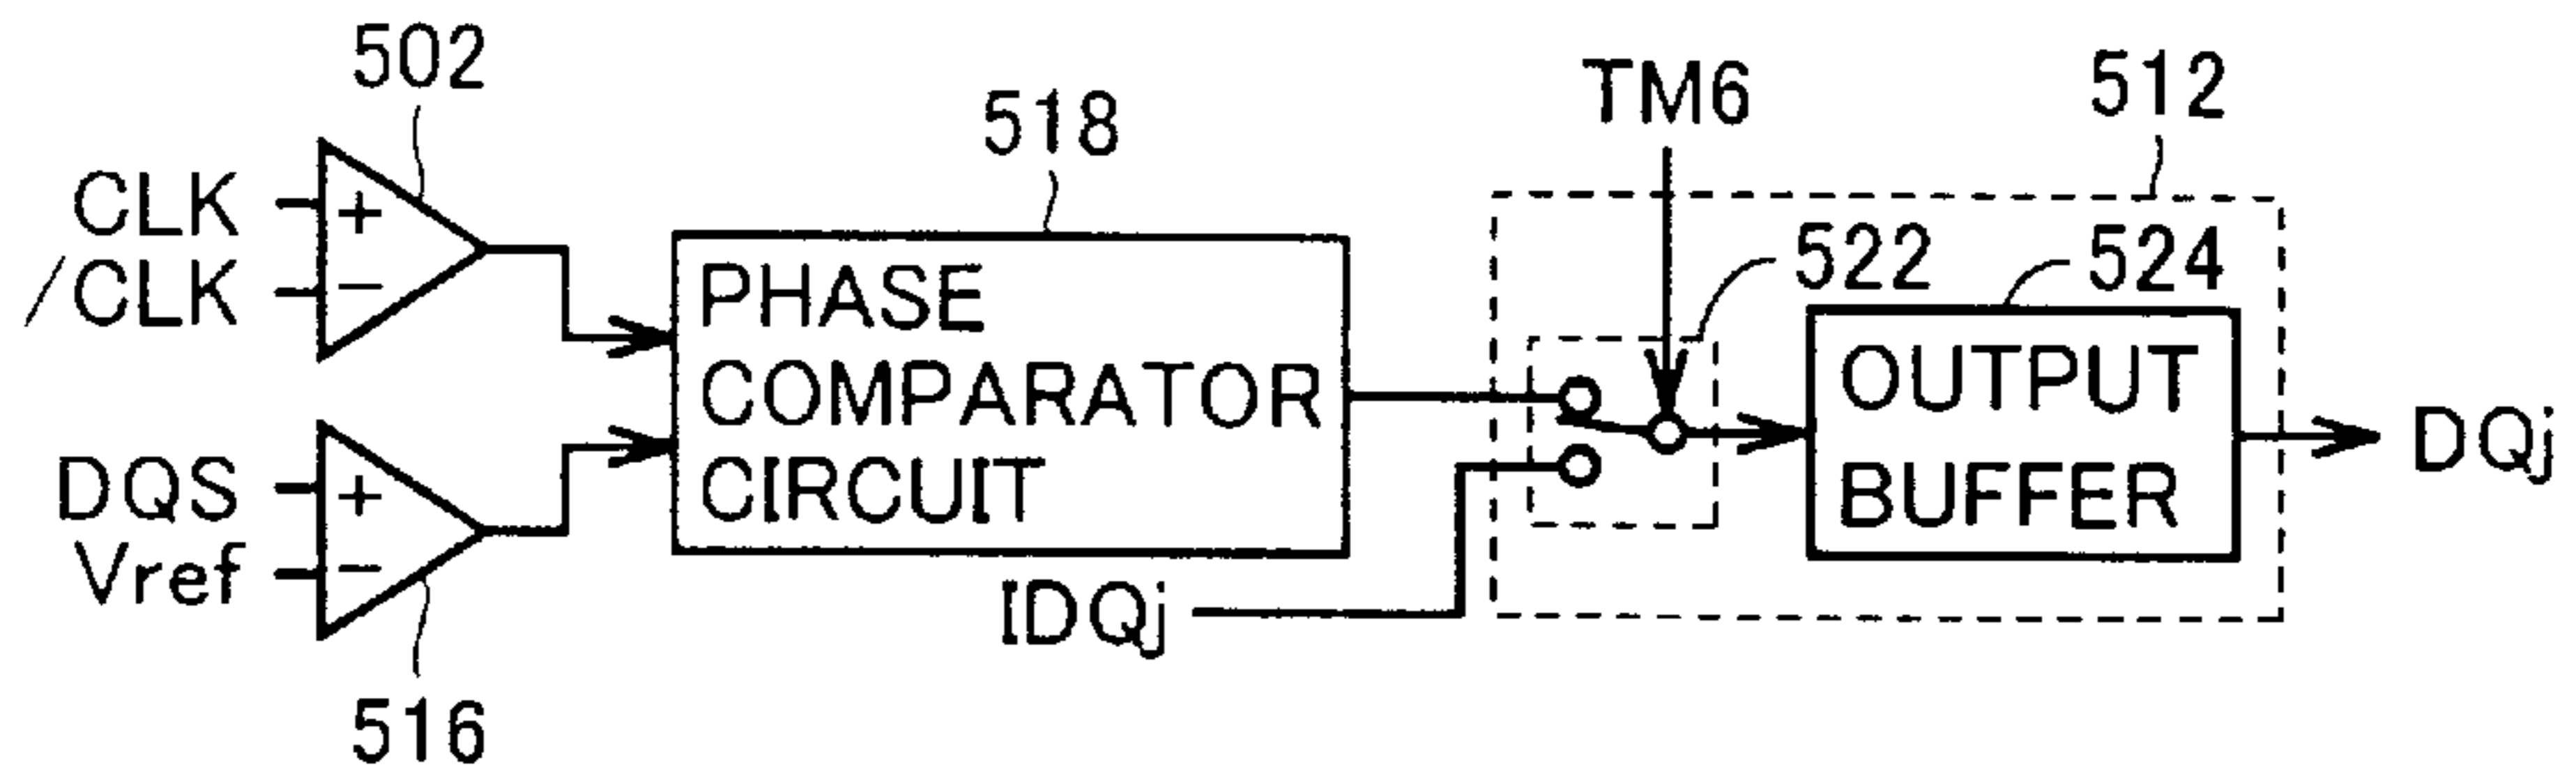 502
518
TM6
512
CLK
/CLK
+
−
PHASE
COMPARATOR
CIRCUIT
522
524
OUTPUT
BUFFER
DQj
DQS
Vref
+
−
IDQj
516